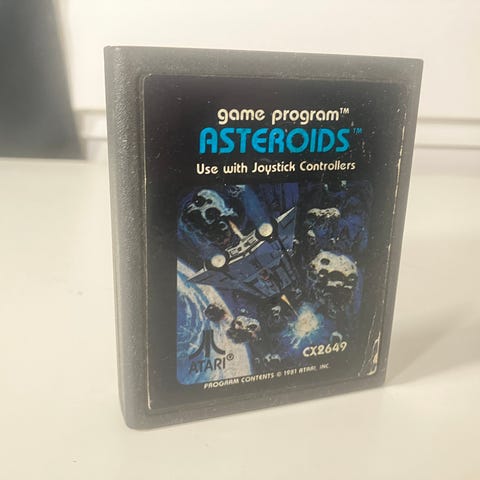 game program™
ASTEROIDS™
Use with Joystick Controllers
ATARI®
CX2649
PROGRAM CONTENTS © 1981 ATARI, INC.